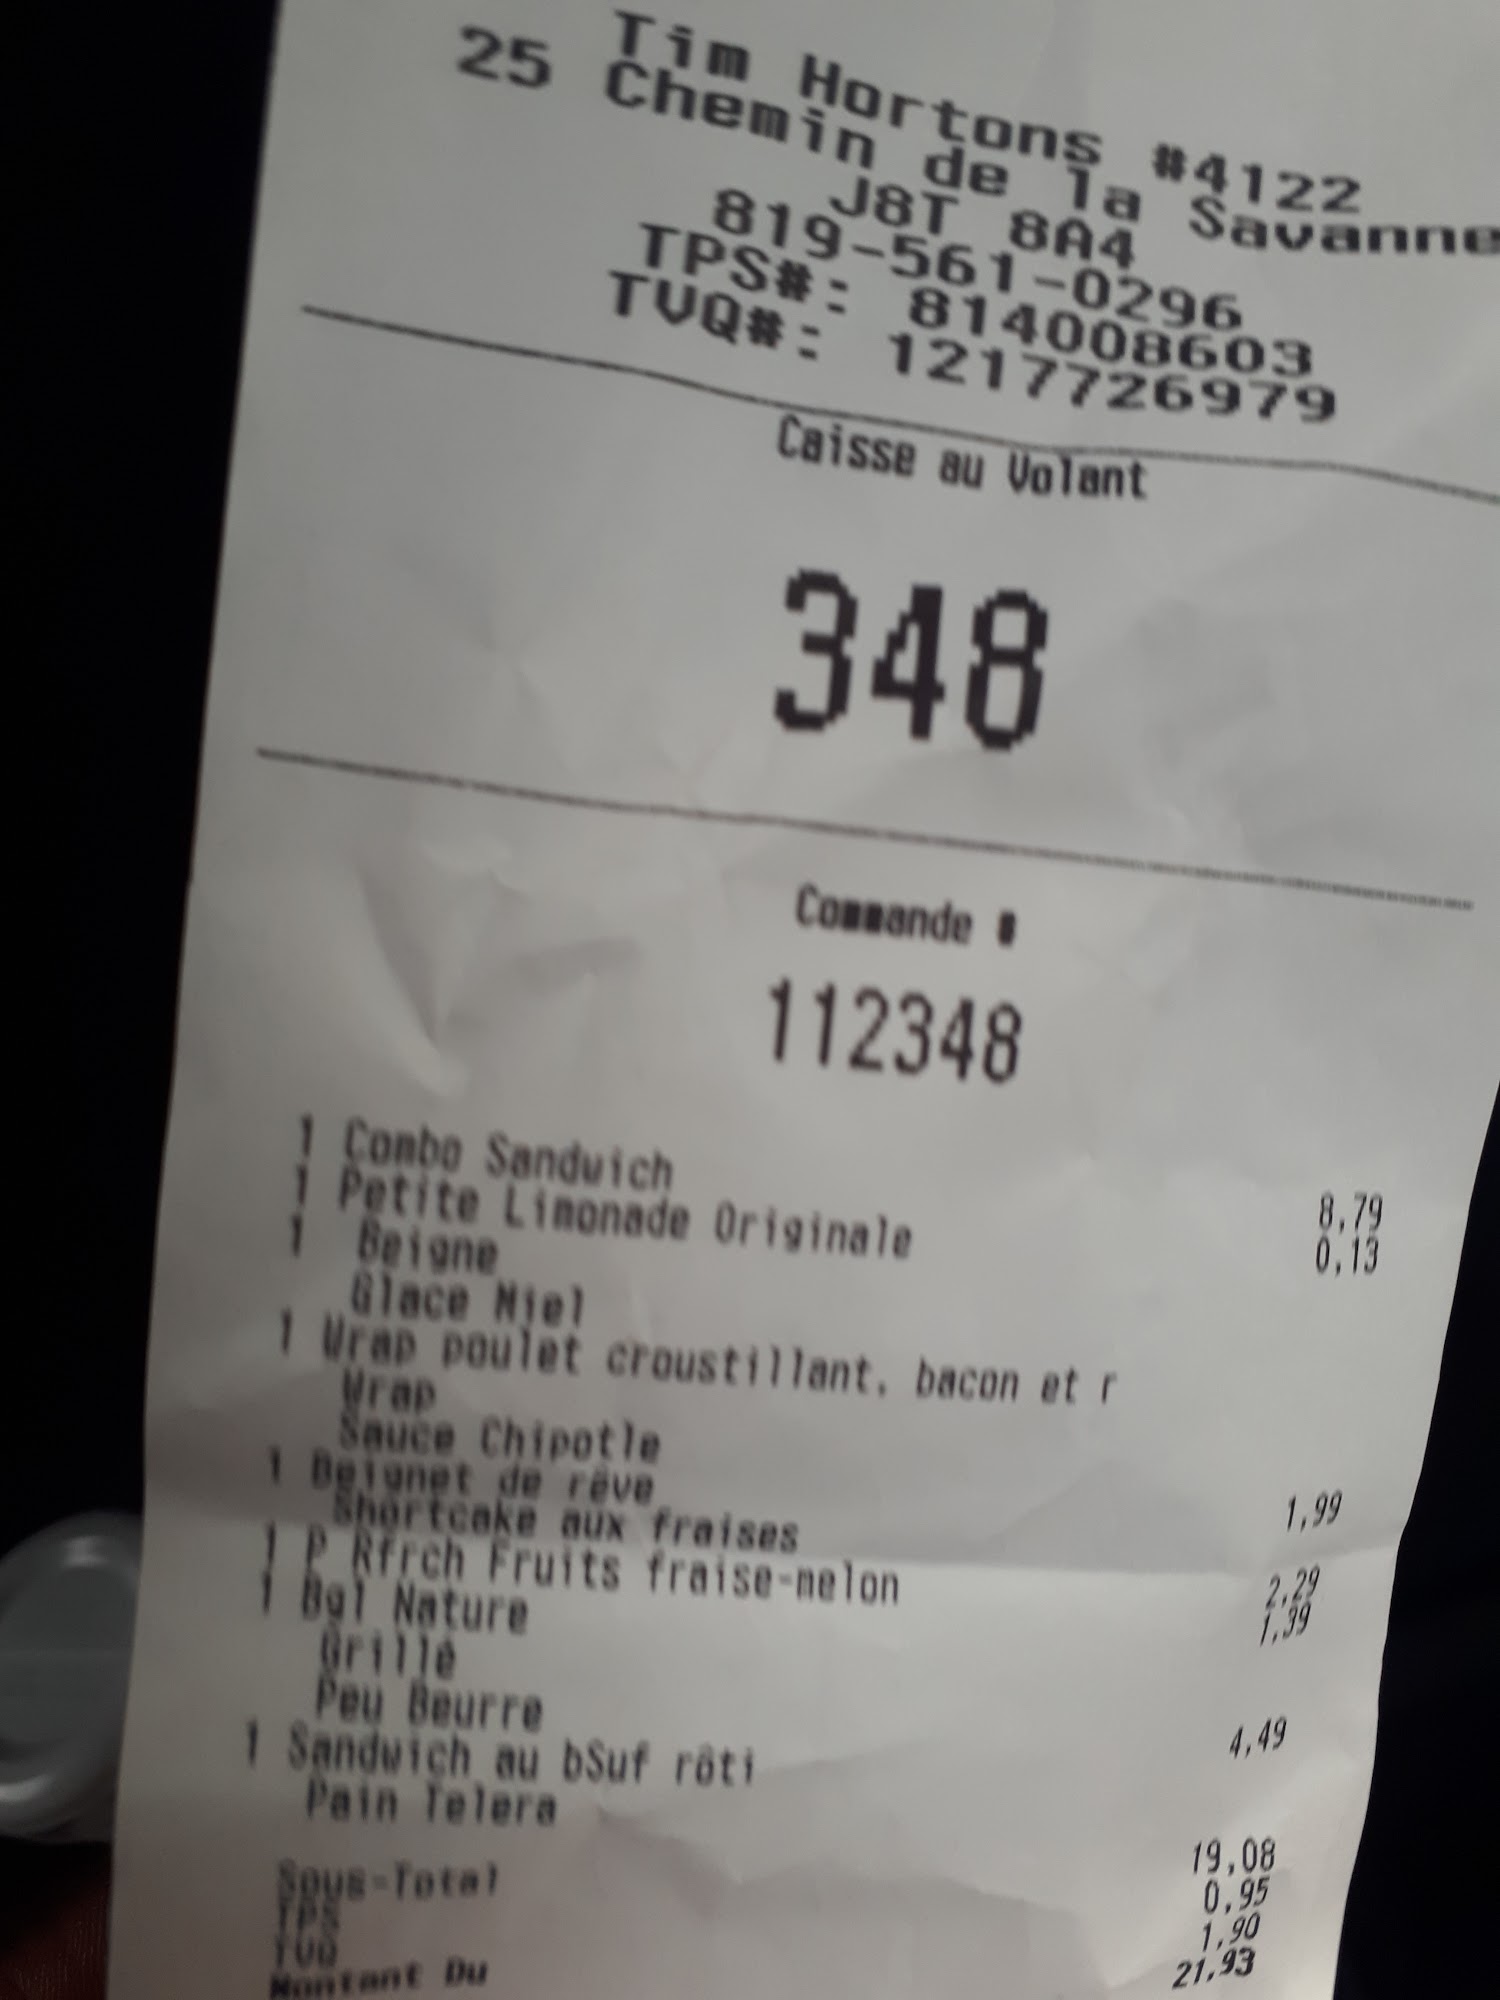 Tim Hortons #4122
25 Chemin de la Savanne
J8T 8A4
819-561-0296
TPS#: 814008603
TVQ#: 1217726979
Caisse au Volant
348
Commande #
112348
1 Combo Sandwich 8,79
1 Petite Limonade Originale 0,13
1 Beigne
Glace Miel
1 Wrap poulet croustillant, bacon et r
Wrap
Sauce Chipotle
1 Beignet de rêve 1,99
Shortcake aux fraises
1 P Rfrch Fruits fraise-melon 2,29
1 Bgl Nature 1,39
Grillé
Peu Beurre
1 Sandwich au bSuf rôti 4,49
Pain Telera
Sous-Total 19,08
TPS 0,95
TVQ 1,90
Montant Du 21,93